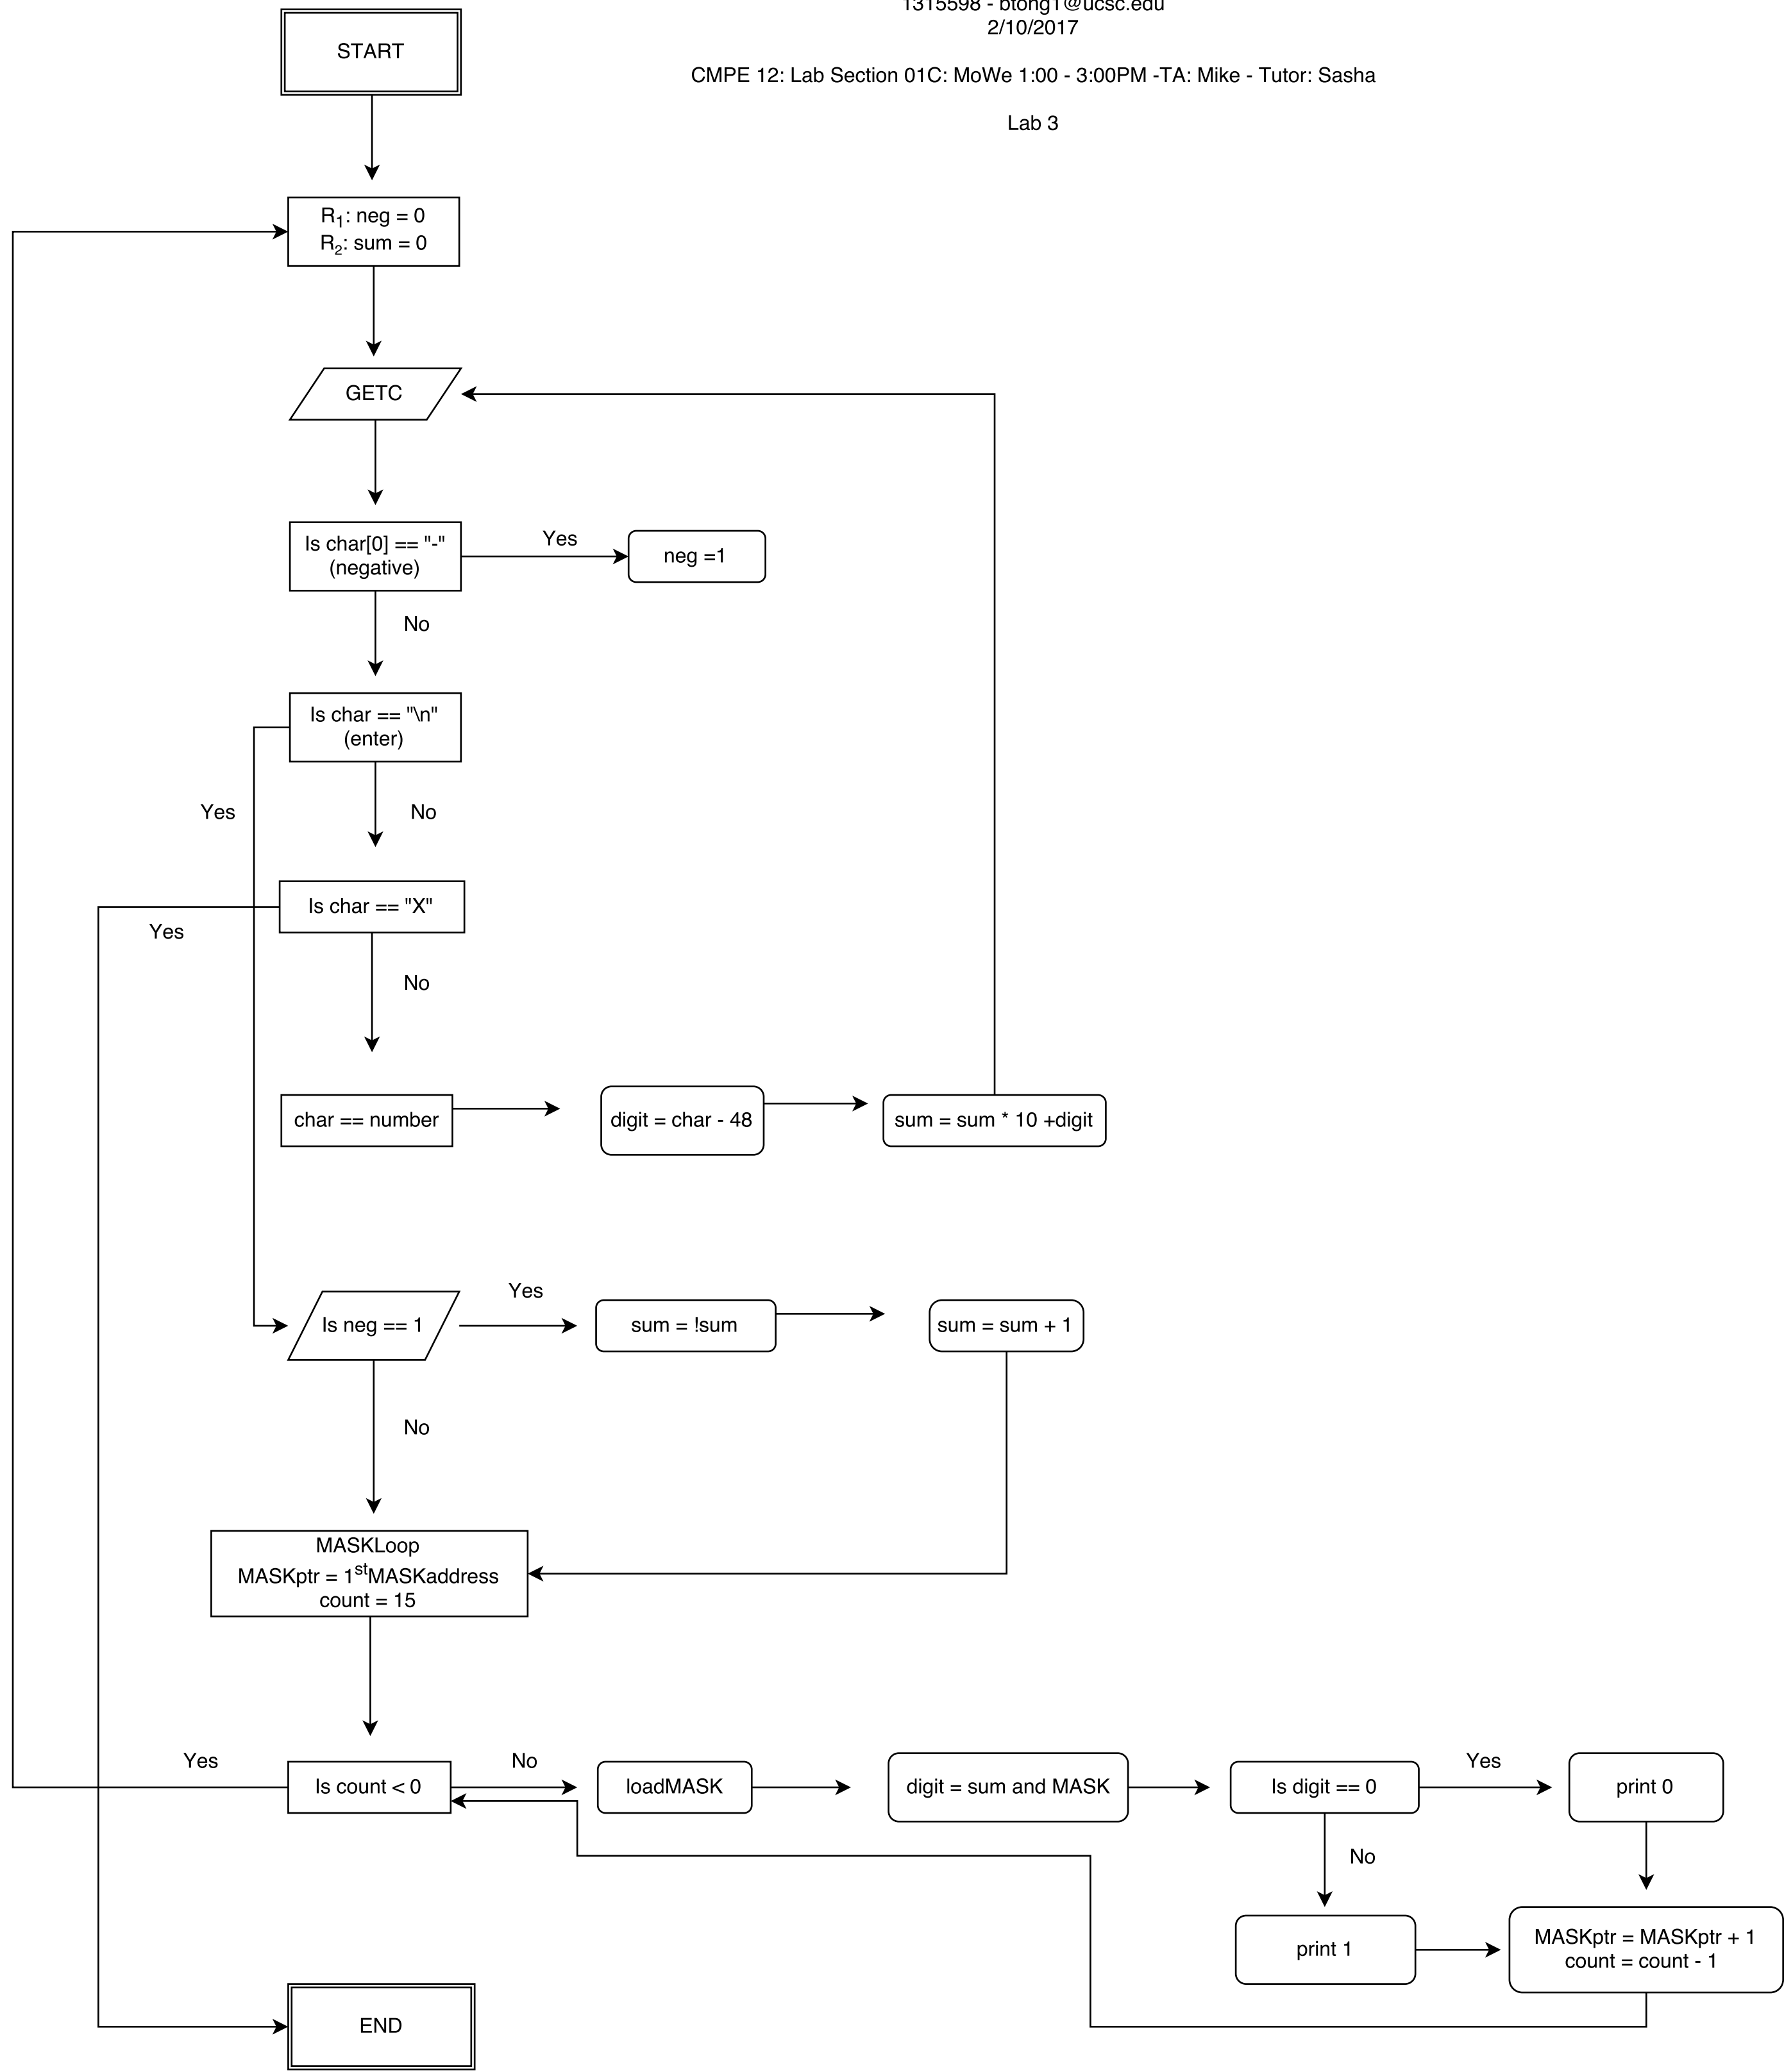 1315598 - btong1@ucsc.edu
2/10/2017
CMPE 12: Lab Section 01C: MoWe 1:00 - 3:00PM -TA: Mike - Tutor: Sasha
Lab 3
START
R1: neg = 0
R2: sum = 0
GETC
Is char[0] == "-"
(negative)
Yes
neg =1
No
Is char == "\n"
(enter)
Yes
No
Is char == "X"
Yes
No
char == number
digit = char - 48
sum = sum * 10 +digit
Is neg == 1
Yes
sum = !sum
sum = sum + 1
No
MASKLoop
MASKptr = 1stMASKaddress
count = 15
Yes
Is count < 0
No
loadMASK
digit = sum and MASK
Is digit == 0
Yes
print 0
No
print 1
MASKptr = MASKptr + 1
count = count - 1
END